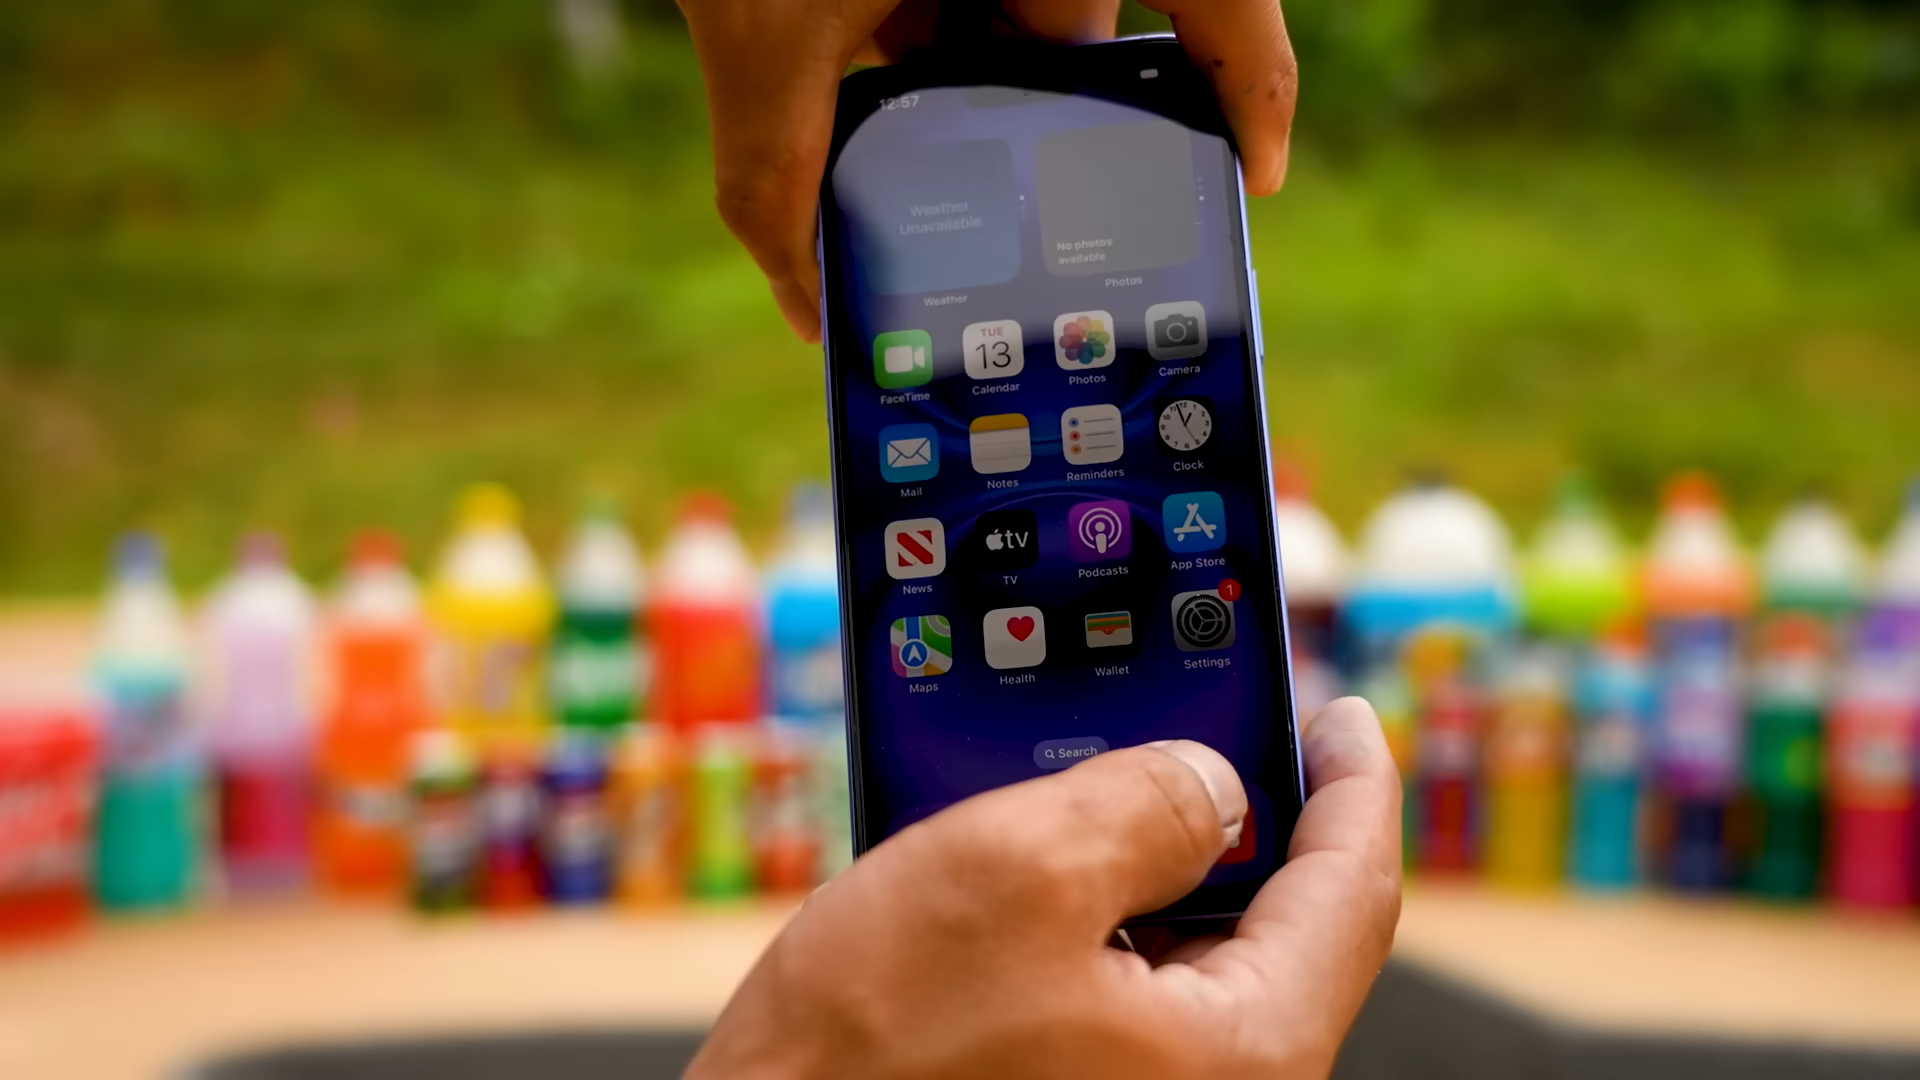 12:57
Weather
Unavailable
No photos
available
Weather
Photos
TUE
13
FaceTime
Calendar
Photos
Camera
Mail
Notes
Reminders
Clock
tv
News
TV
Podcasts
App Store
1
Maps
Health
Wallet
Settings
Search